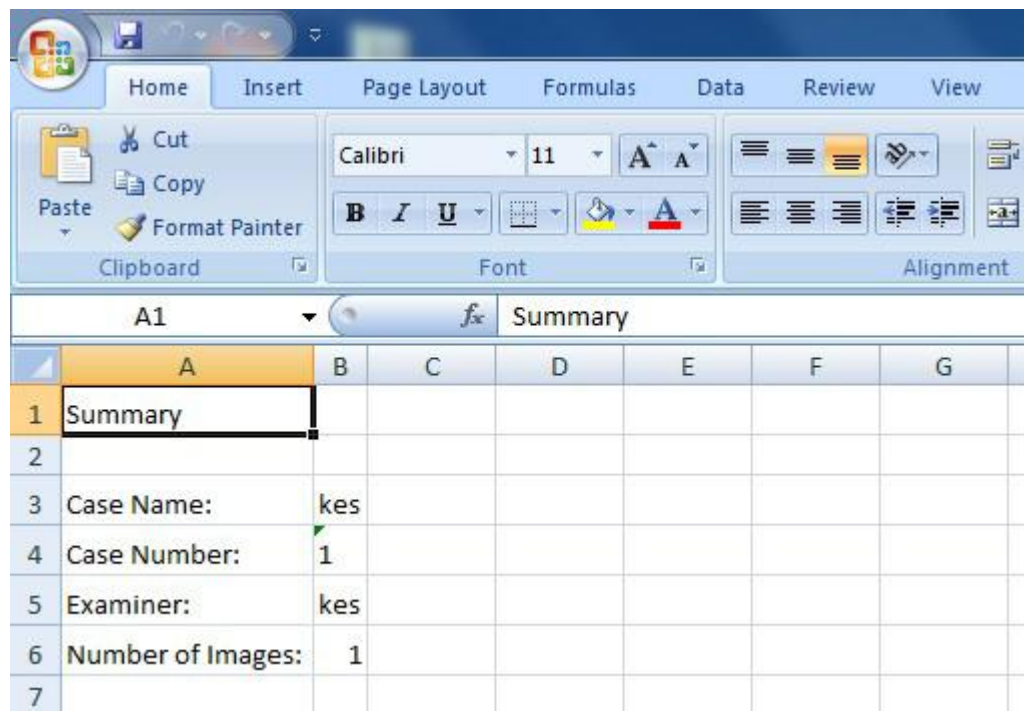 Home Insert Page Layout Formulas Data Review View
Cut
Copy
Paste
Format Painter
Clipboard
Calibri 11 A A
B I U A
Font
a
Alignment
A1 fx Summary
A B C D E F G
1 Summary
2
3 Case Name: kes
4 Case Number: 1
5 Examiner: kes
6 Number of Images: 1
7